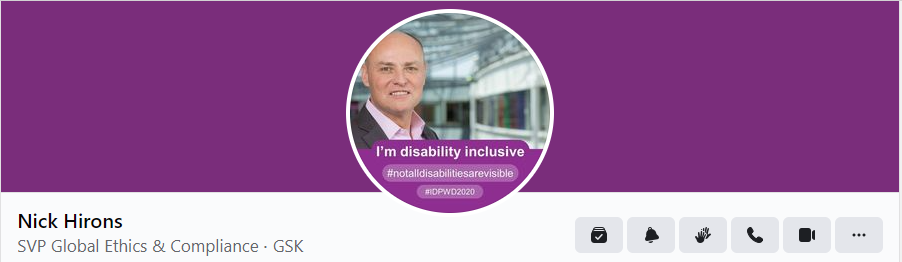 I'm disability inclusive
#notalldisabilitiesarevisible
#IDPWD2020
Nick Hirons
SVP Global Ethics & Compliance · GSK